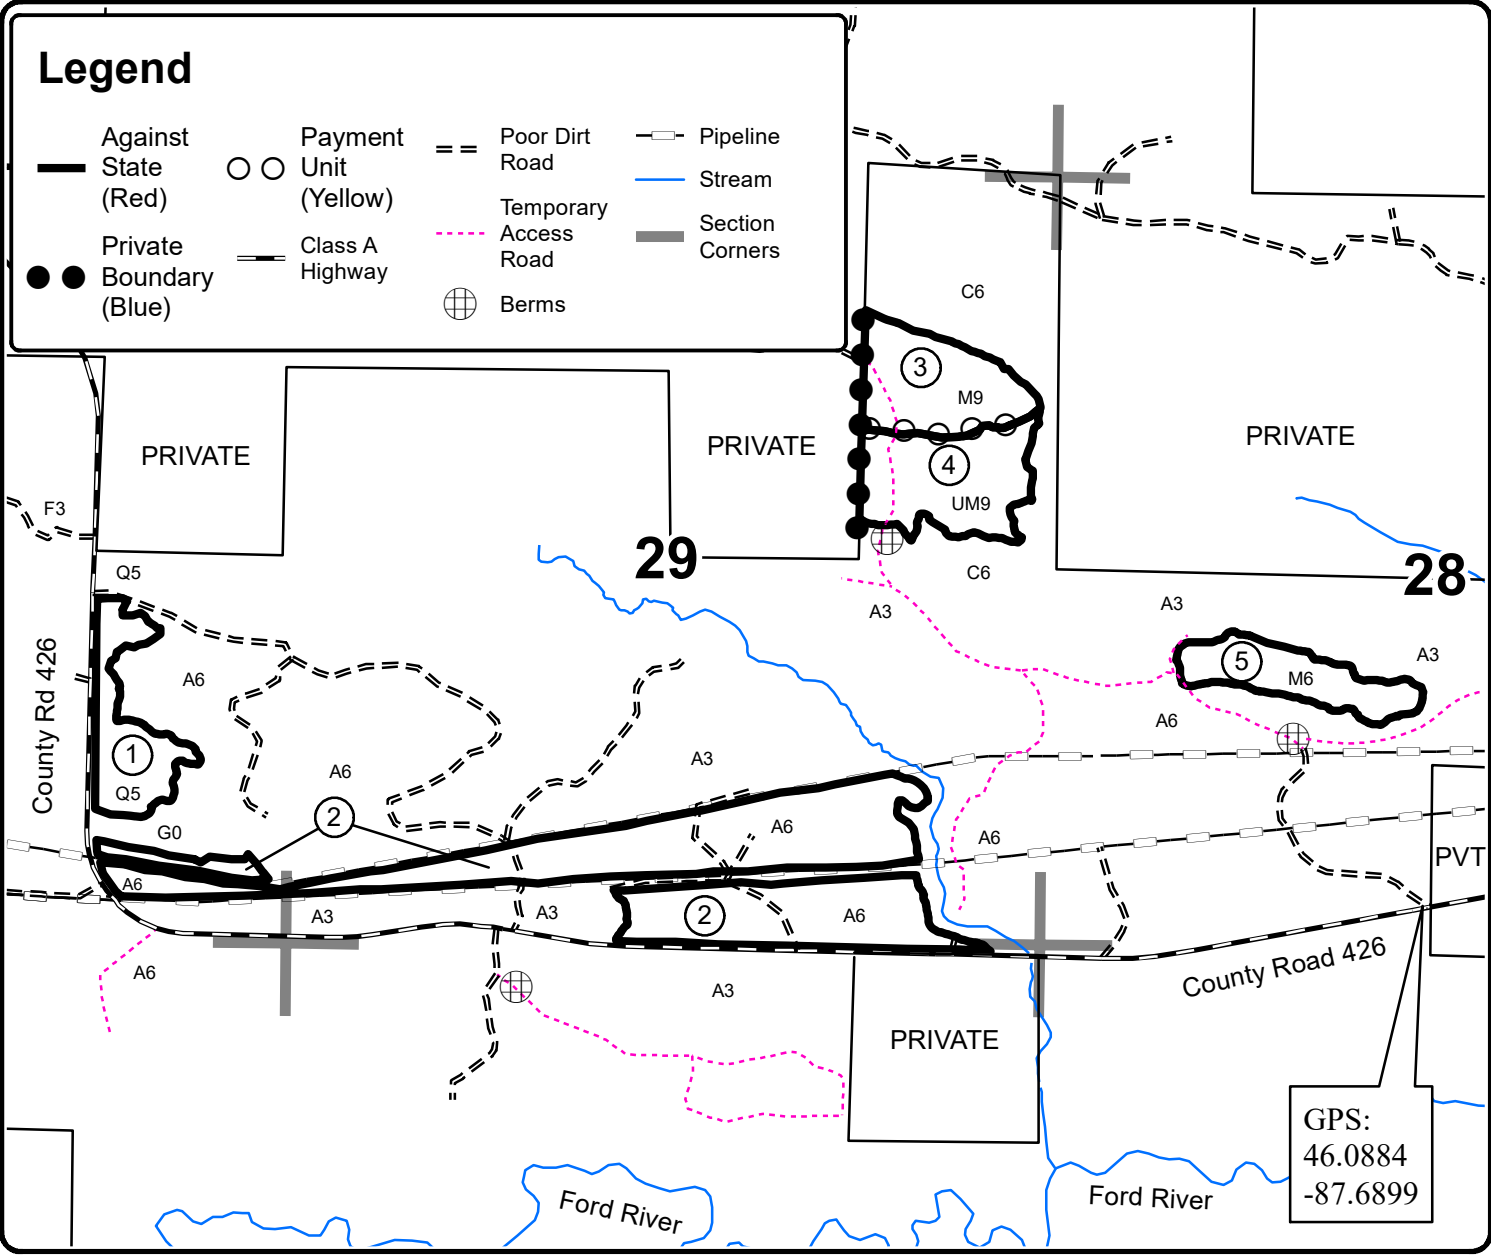 Legend
Against
State
(Red)
Private
Boundary
(Blue)
Payment
Unit
(Yellow)
Class A
Highway
Poor Dirt
Road
Temporary
Access
Road
Berms
Pipeline
Stream
Section
Corners
C6
3
M9
PRIVATE
PRIVATE
PRIVATE
4
UM9
F3
29
28
Q5
C6
A3
A3
A3
County Rd 426
A6
5
M6
A6
1
Q5
A6
A3
2
G0
A6
A6
PVT
A6
A3
A3
2
A6
A6
A3
County Road 426
PRIVATE
GPS:
46.0884
-87.6899
Ford River
Ford River